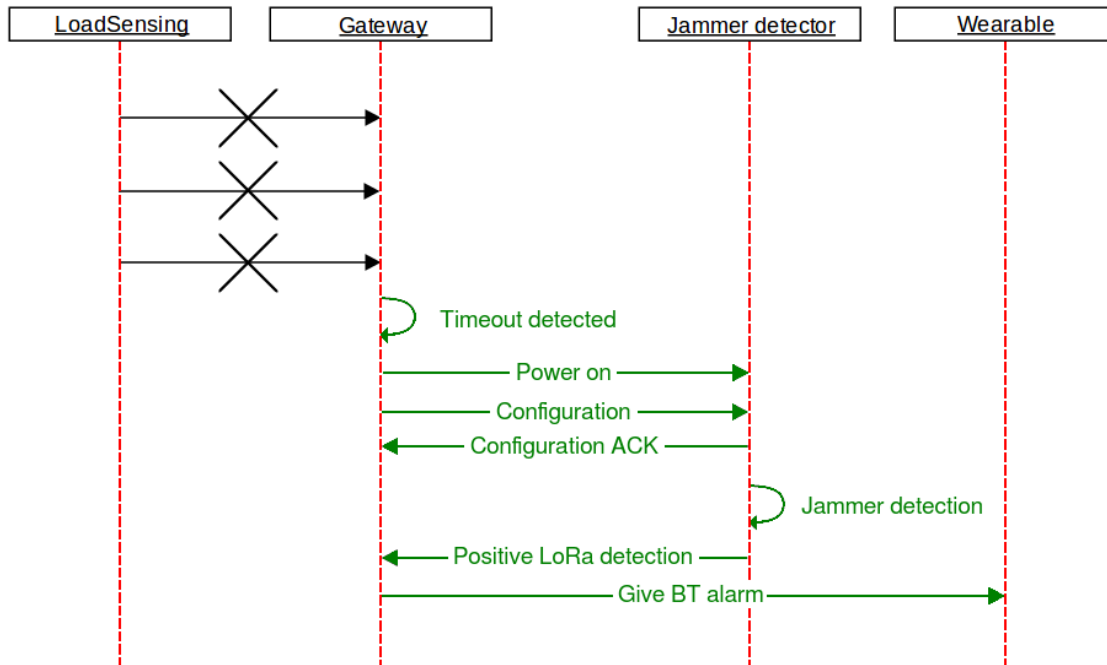 LoadSensing
Gateway
Jammer detector
Wearable
Timeout detected
Power on
Configuration
Configuration ACK
Jammer detection
Positive LoRa detection
Give BT alarm